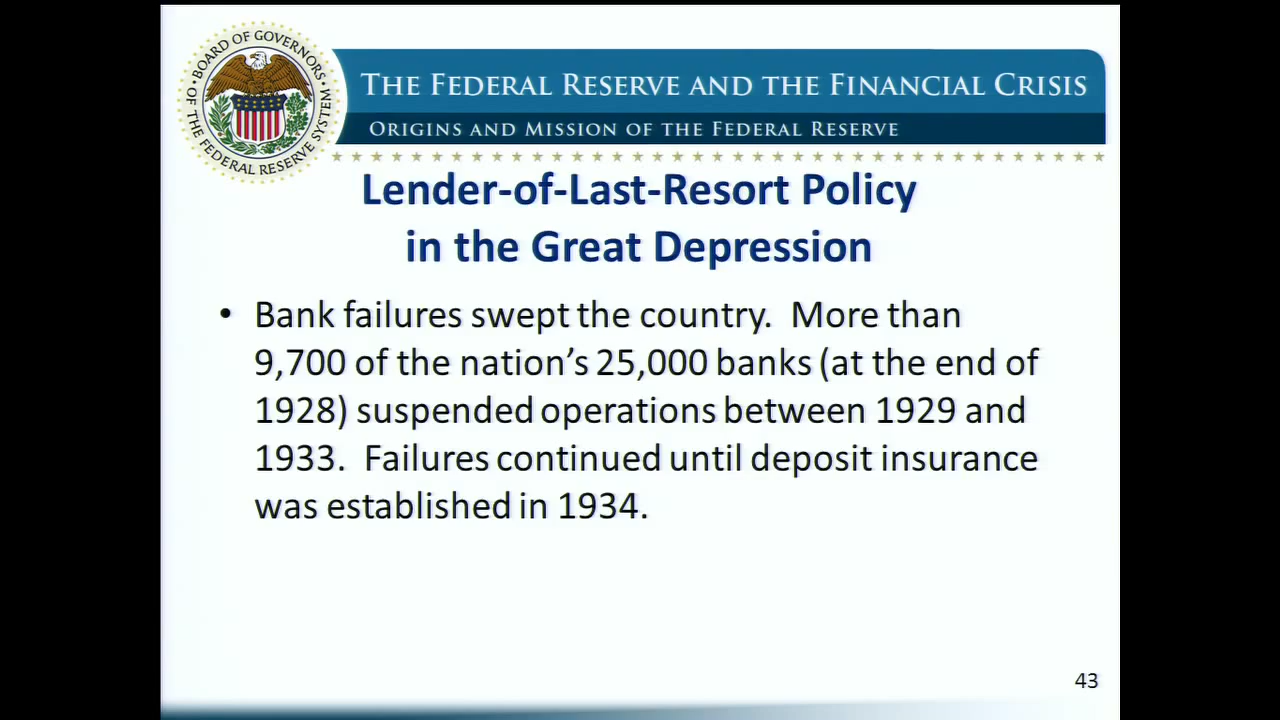 BOARD OF GOVERNORS
OF THE FEDERAL RESERVE SYSTEM
THE FEDERAL RESERVE AND THE FINANCIAL CRISIS
ORIGINS AND MISSION OF THE FEDERAL RESERVE
Lender-of-Last-Resort Policy
in the Great Depression
• Bank failures swept the country. More than
9,700 of the nation’s 25,000 banks (at the end of
1928) suspended operations between 1929 and
1933. Failures continued until deposit insurance
was established in 1934.
43